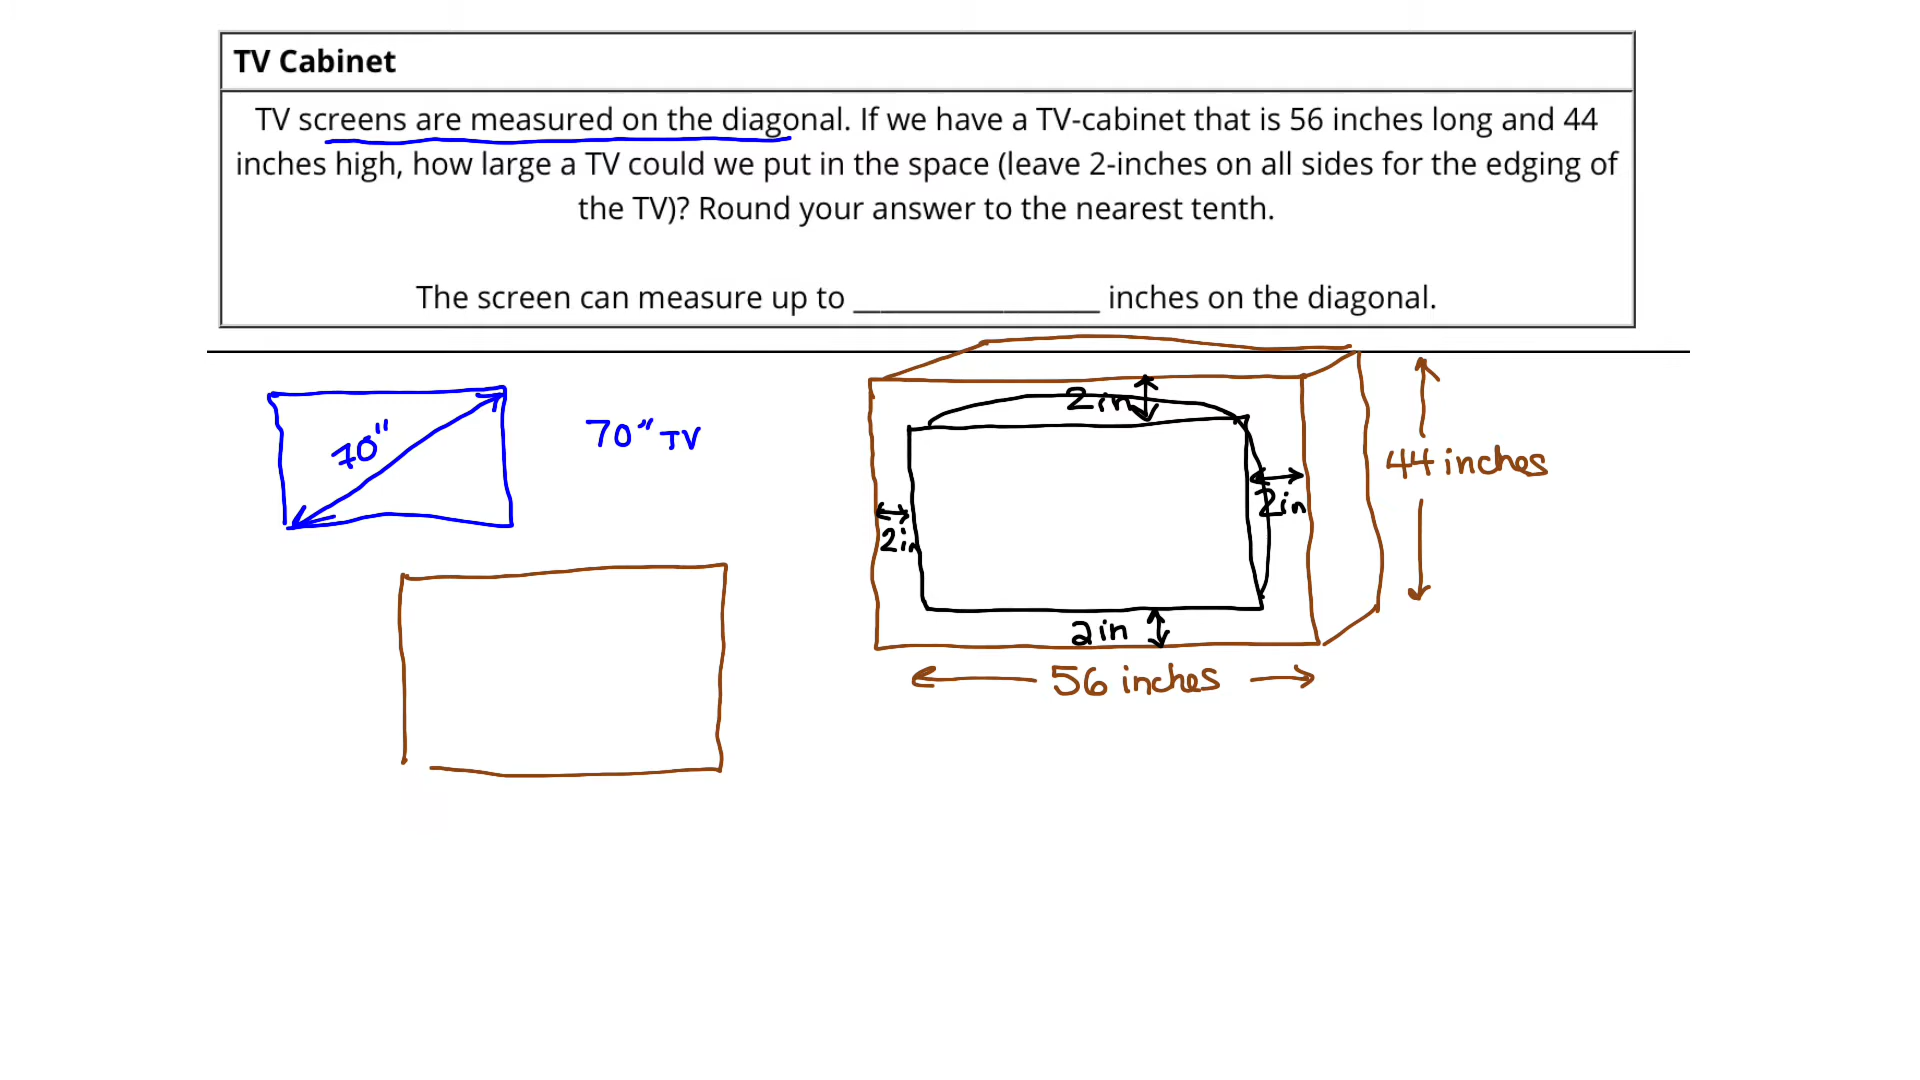 TV Cabinet
TV screens are measured on the diagonal. If we have a TV-cabinet that is 56 inches long and 44
inches high, how large a TV could we put in the space (leave 2-inches on all sides for the edging of
the TV)? Round your answer to the nearest tenth.
The screen can measure up to ________________ inches on the diagonal.
70"
70" TV
2in
2in
2in
2in
44 inches
56 inches